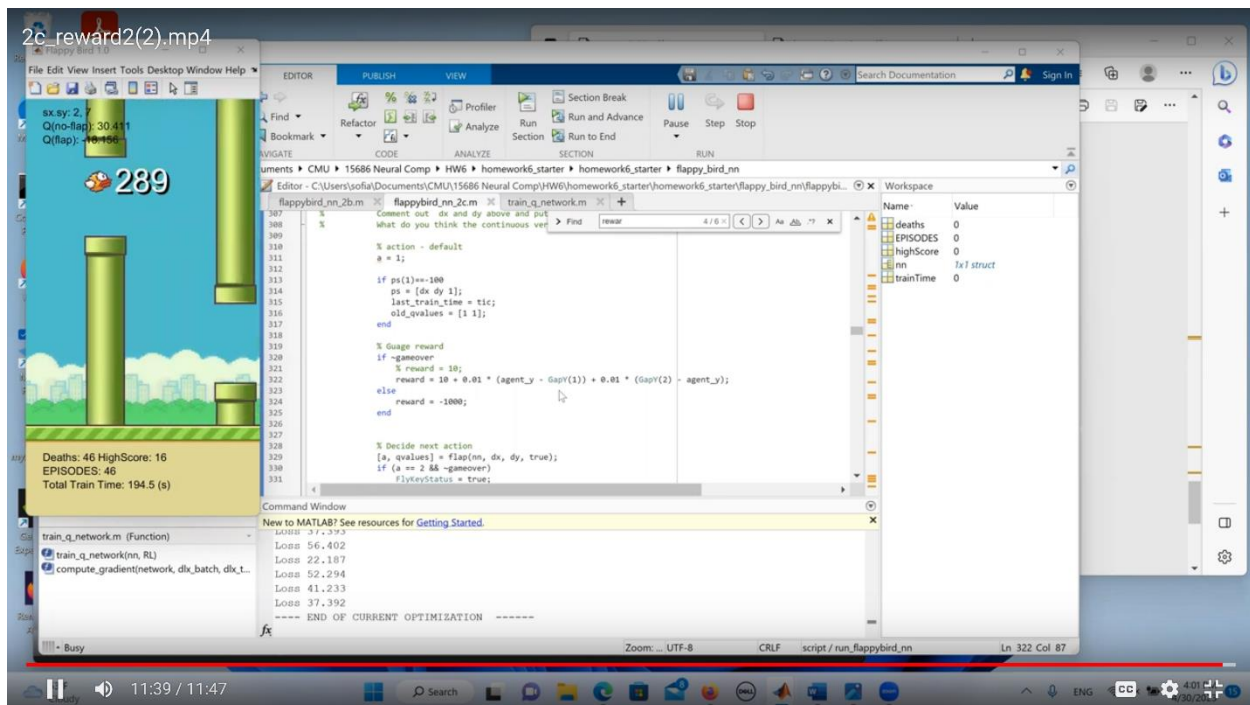 2c_reward2(2).mp4
Flappy Bird 1.0
File Edit View Insert Tools Desktop Window Help
sx.sy: 2, 7
Q(no-flap): 30.411
Q(flap): -18.156
289
Deaths: 46 HighScore: 16
EPISODES: 46
Total Train Time: 194.5 (s)
EDITOR PUBLISH VIEW
Search Documentation
Sign In
Find
Bookmark
Refactor
Profiler
Analyze
Run Section
Section Break
Run and Advance
Run to End
Pause Step Stop
CODE ANALYZE SECTION RUN
CMU 15686 Neural Comp HW6 homework6_starter homework6_starter flappy_bird_nn
Editor - C:\Users\sofia\Documents\CMU\15686 Neural Comp\HW6\homework6_starter\homework6_starter\flappy_bird_nn\flappybi...
flappybird_nn_2b.m flappybird_nn_2c.m train_q_network.m +
Find rewar 4/6
307 % Comment out dx and dy above and put
308 % What do you think the continuous ver
309
310 % action - default
311 a = 1;
312
313 if ps(1)==-100
314 ps = [dx dy 1];
315 last_train_time = tic;
316 old_qvalues = [1 1];
317 end
318
319 % Guage reward
320 if ~gameover
321 % reward = 10;
322 reward = 10 + 0.01 * (agent_y - GapY(1)) + 0.01 * (GapY(2) - agent_y);
323 else
324 reward = -1000;
325 end
326
327
328 % Decide next action
329 [a, qvalues] = flap(nn, dx, dy, true);
330 if (a == 2 && ~gameover)
331 FlyKeyStatus = true;
Workspace
Name Value
deaths 0
EPISODES 0
highScore 0
nn 1x1 struct
trainTime 0
Command Window
New to MATLAB? See resources for Getting Started.
Loss 37.393
Loss 56.402
Loss 22.187
Loss 52.294
Loss 41.233
Loss 37.392
---- END OF CURRENT OPTIMIZATION ------
fx
train_q_network.m (Function)
train_q_network(nn, RL)
compute_gradient(network, dlx_batch, dlx_t...
Busy
Zoom: ... UTF-8 CRLF script / run_flappybird_nn Ln 322 Col 87
11:39 / 11:47
Search
DELL
ENG
CC